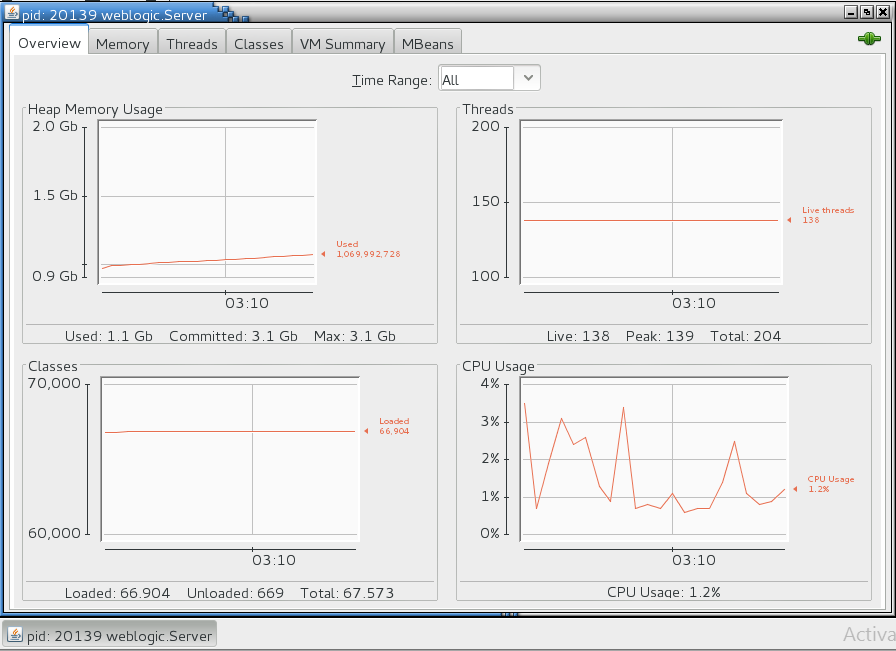 pid: 20139 weblogic.Server
Overview Memory Threads Classes VM Summary MBeans
Time Range: All
Heap Memory Usage
2.0 Gb
1.5 Gb
0.9 Gb
Used
1,069,992,728
03:10
Used: 1.1 Gb Committed: 3.1 Gb Max: 3.1 Gb
Threads
200
150
100
Live threads
138
03:10
Live: 138 Peak: 139 Total: 204
Classes
70,000
60,000
Loaded
66,904
03:10
Loaded: 66.904 Unloaded: 669 Total: 67.573
CPU Usage
4%
3%
2%
1%
0%
CPU Usage
1.2%
03:10
CPU Usage: 1.2%
pid: 20139 weblogic.Server
Activa